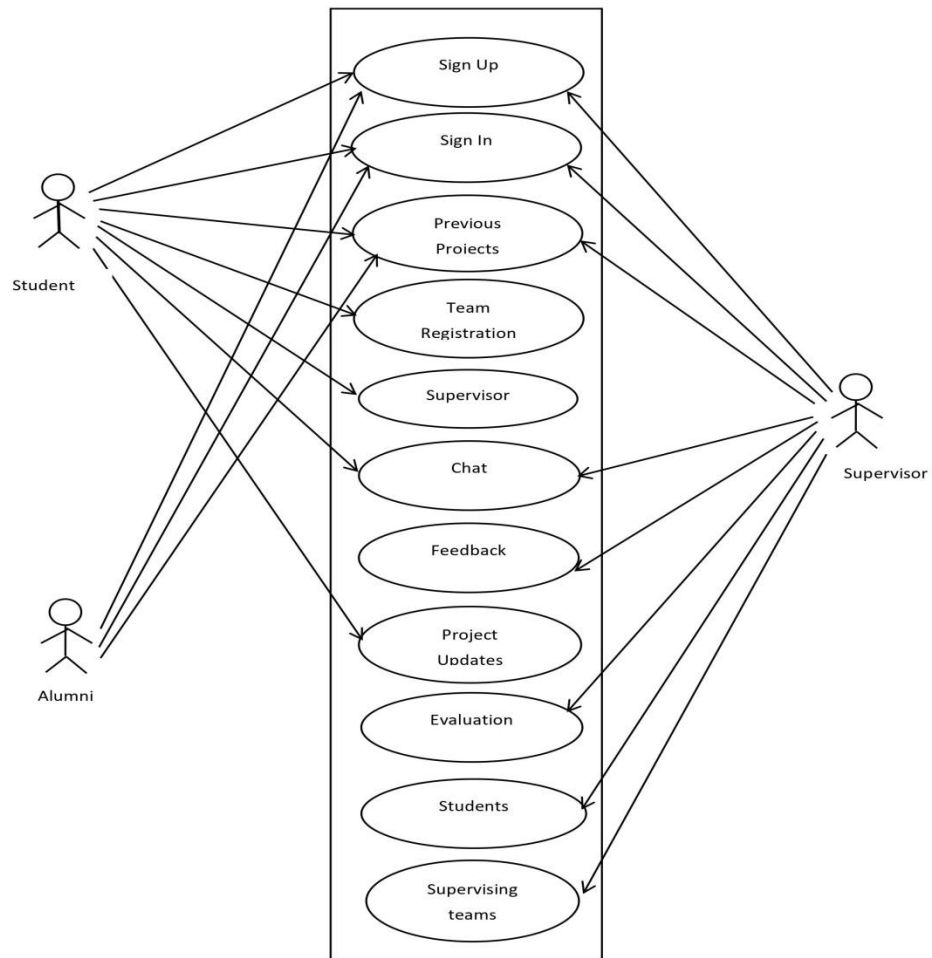 Sign Up
Sign In
Previous
Projects
Student
Team
Registration
Supervisor
Chat
Supervisor
Feedback
Project
Updates
Alumni
Evaluation
Students
Supervising
teams